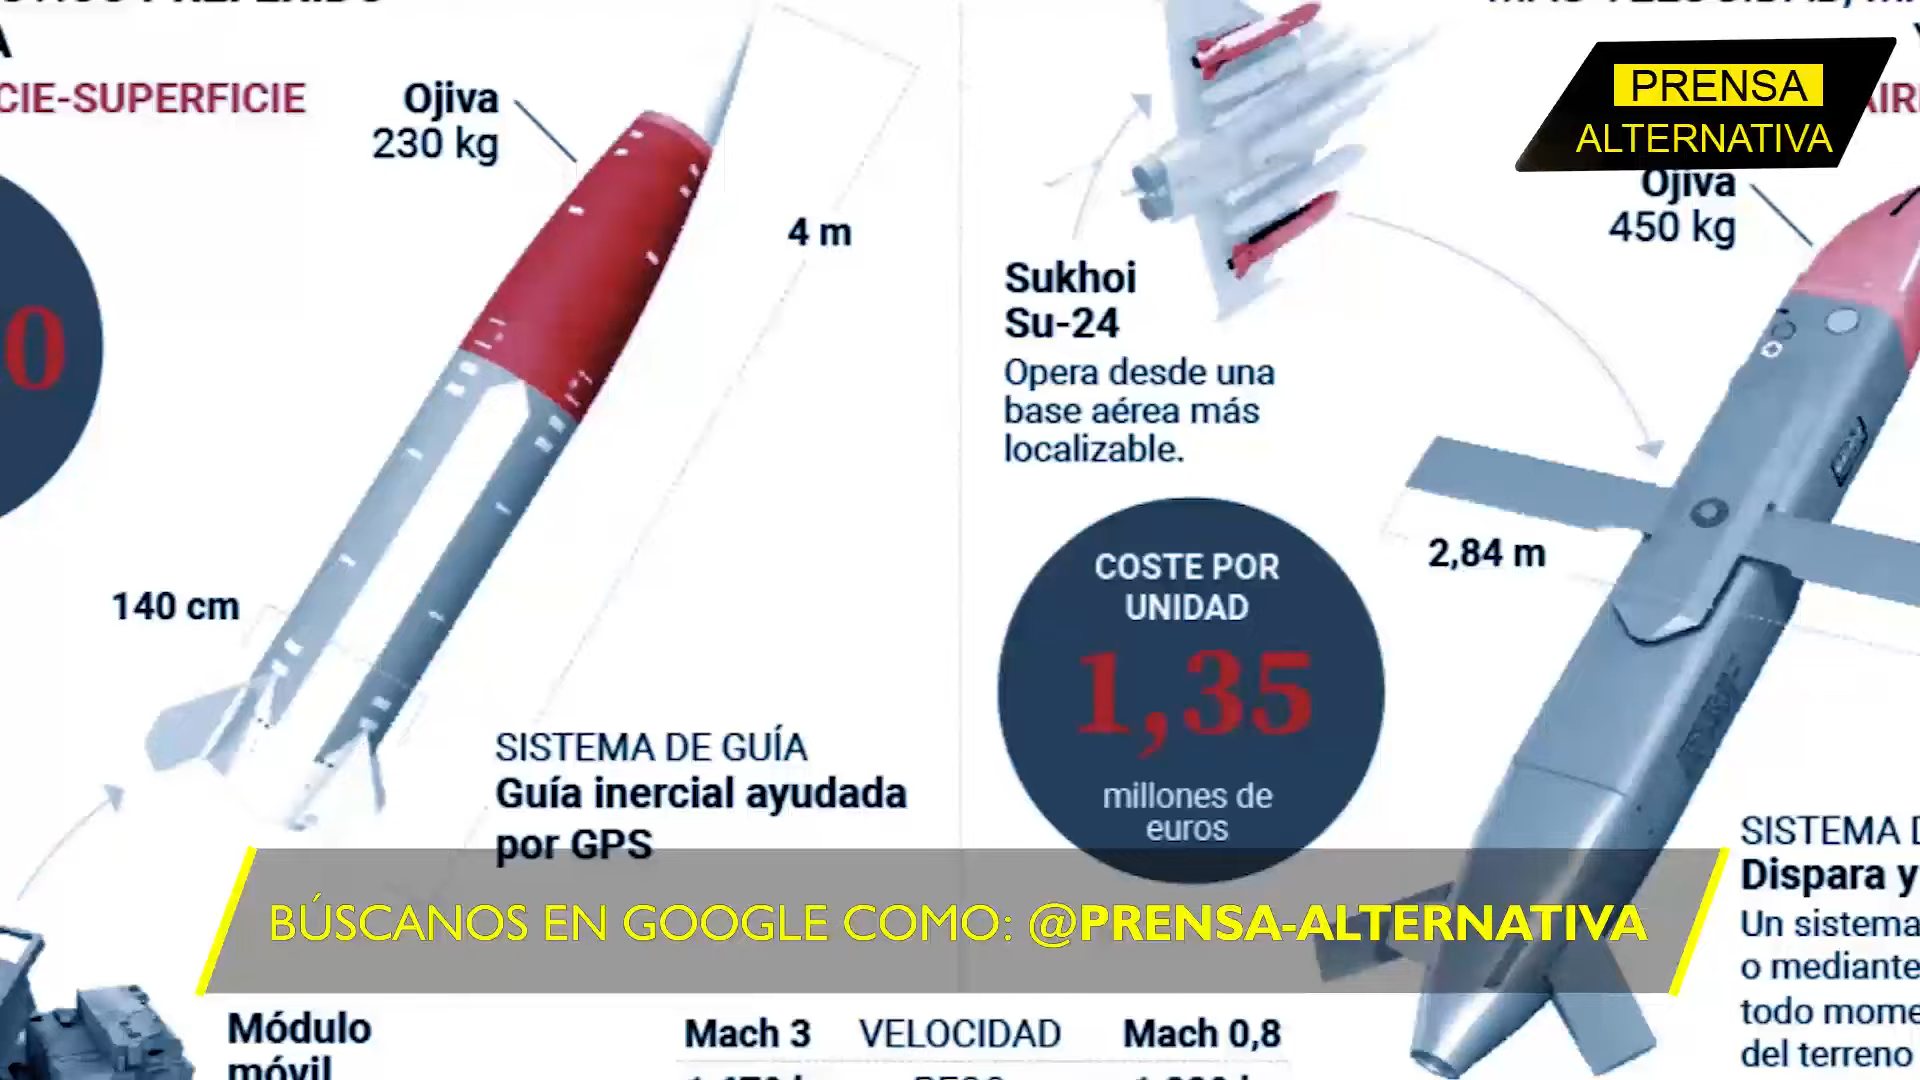 CIE-SUPERFICIE
Ojiva
230 kg
4 m
140 cm
0
SISTEMA DE GUÍA
Guía inercial ayudada
por GPS
Módulo
móvil
Sukhoi
Su-24
Opera desde una
base aérea más
localizable.
COSTE POR
UNIDAD
1,35
millones de
euros
PRENSA
ALTERNATIVA
Ojiva
450 kg
2,84 m
SISTEMA D
Dispara y
Un sistema
o mediante
todo mome
del terreno
BÚSCANOS EN GOOGLE COMO: @PRENSA-ALTERNATIVA
Mach 3 VELOCIDAD Mach 0,8